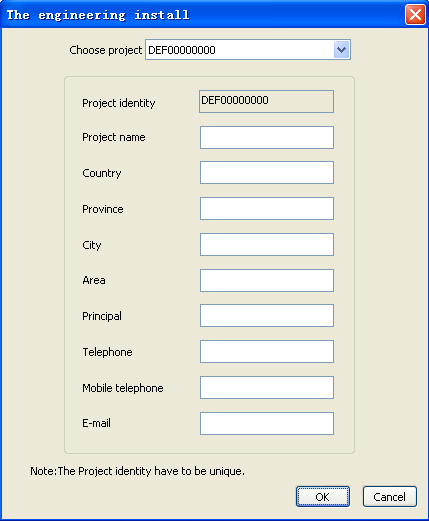 The engineering install
Choose project DEF00000000
Project identity DEF00000000
Project name
Country
Province
City
Area
Principal
Telephone
Mobile telephone
E-mail
Note:The Project identity have to be unique.
OK Cancel